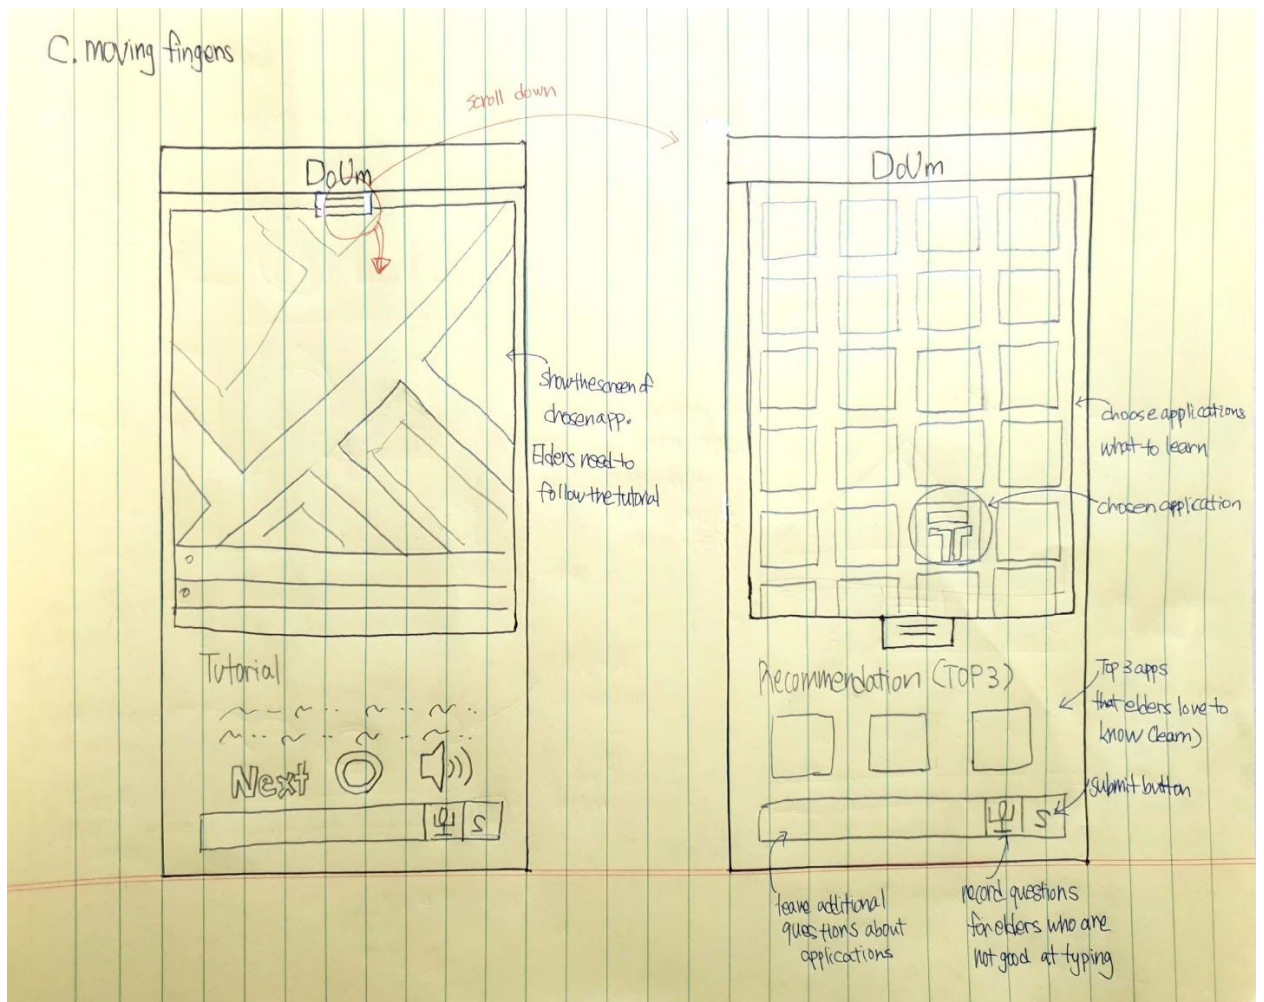 C. moving fingers
scroll down
DoUm
show the screen of
chosen app.
Elders need to
follow the tutorial
Tutorial
Next
S
DoUm
choose applications
what to learn
chosen application
Recommendation (TOP3)
Top 3 apps
that elders love to
know (learn)
submit button
S
leave additional
questions about
applications
record questions
for elders who are
not good at typing